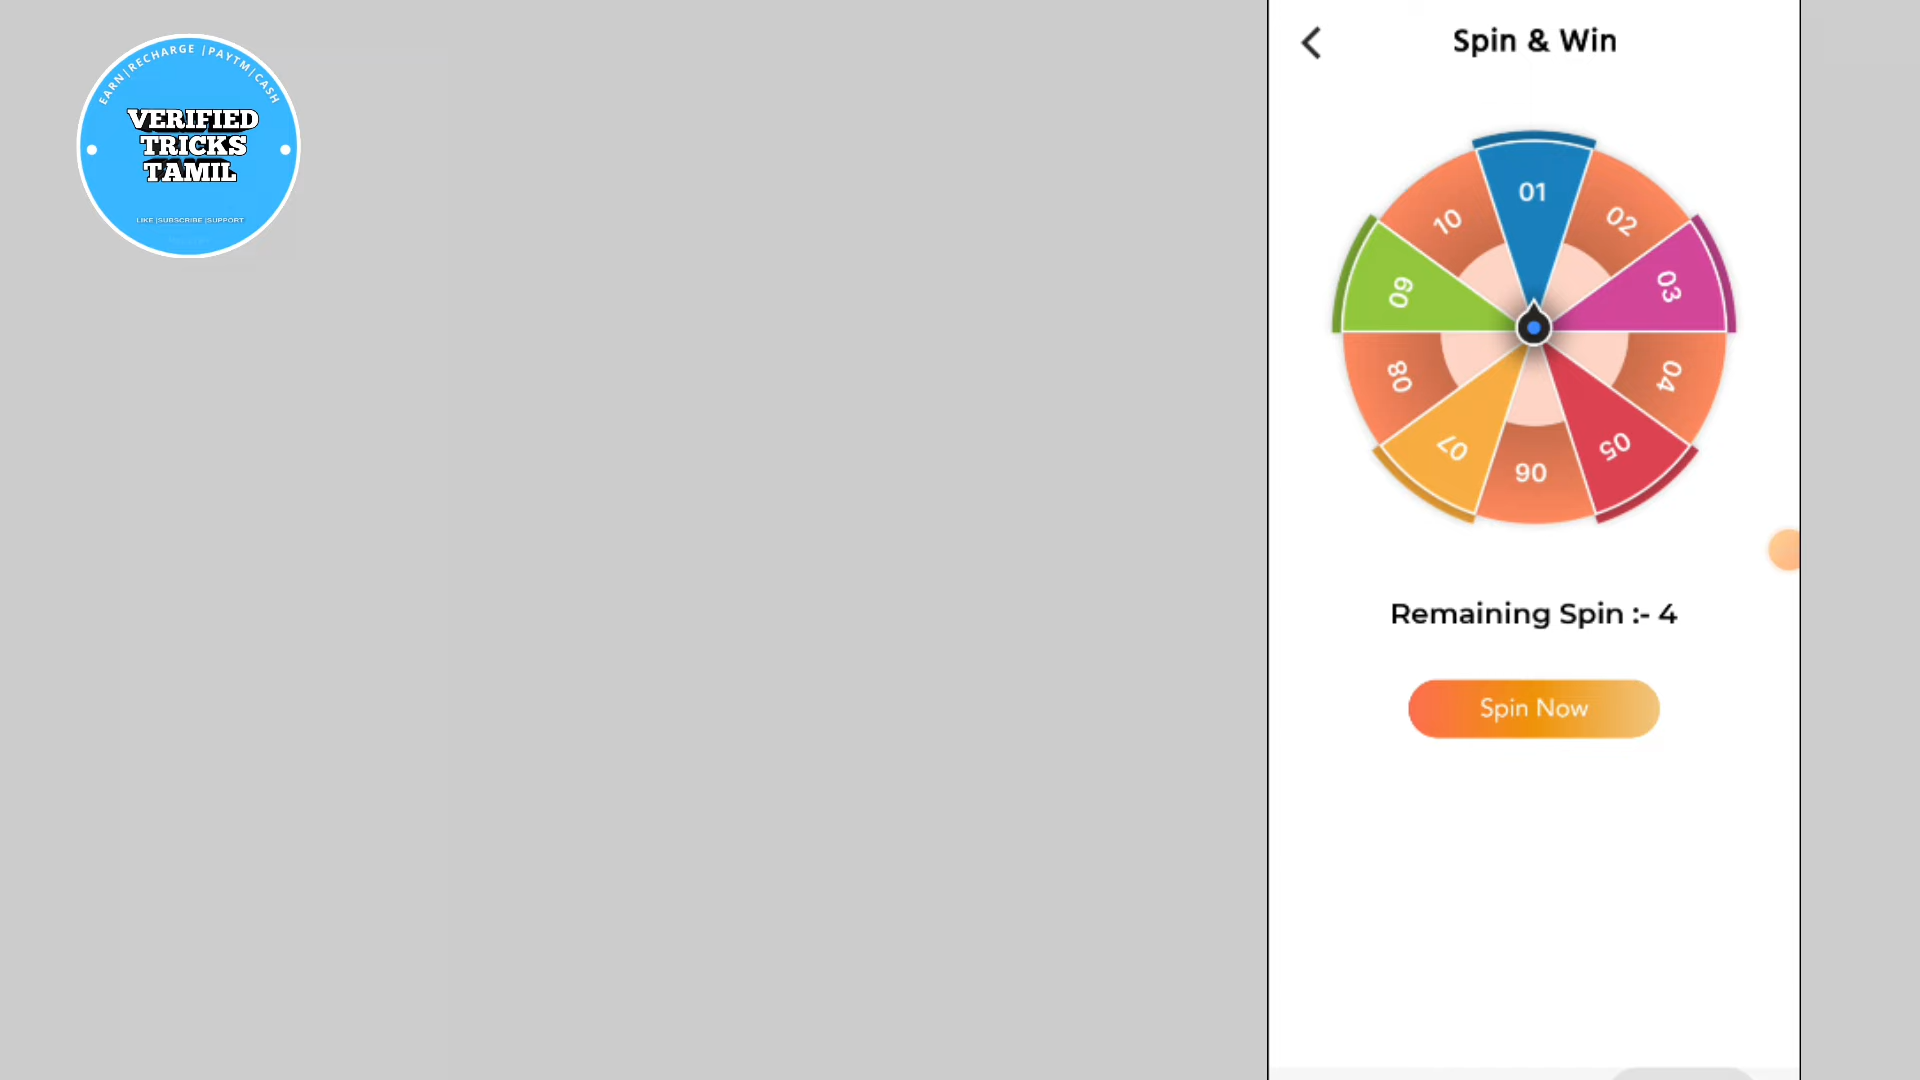 EARN|RECHARGE |PAYTM|CASH
VERIFIED
TRICKS
TAMIL
LIKE |SUBSCRIBE |SUPPORT
Spin & Win
01
02
03
04
05
06
07
08
09
10
Remaining Spin :- 4
Spin Now